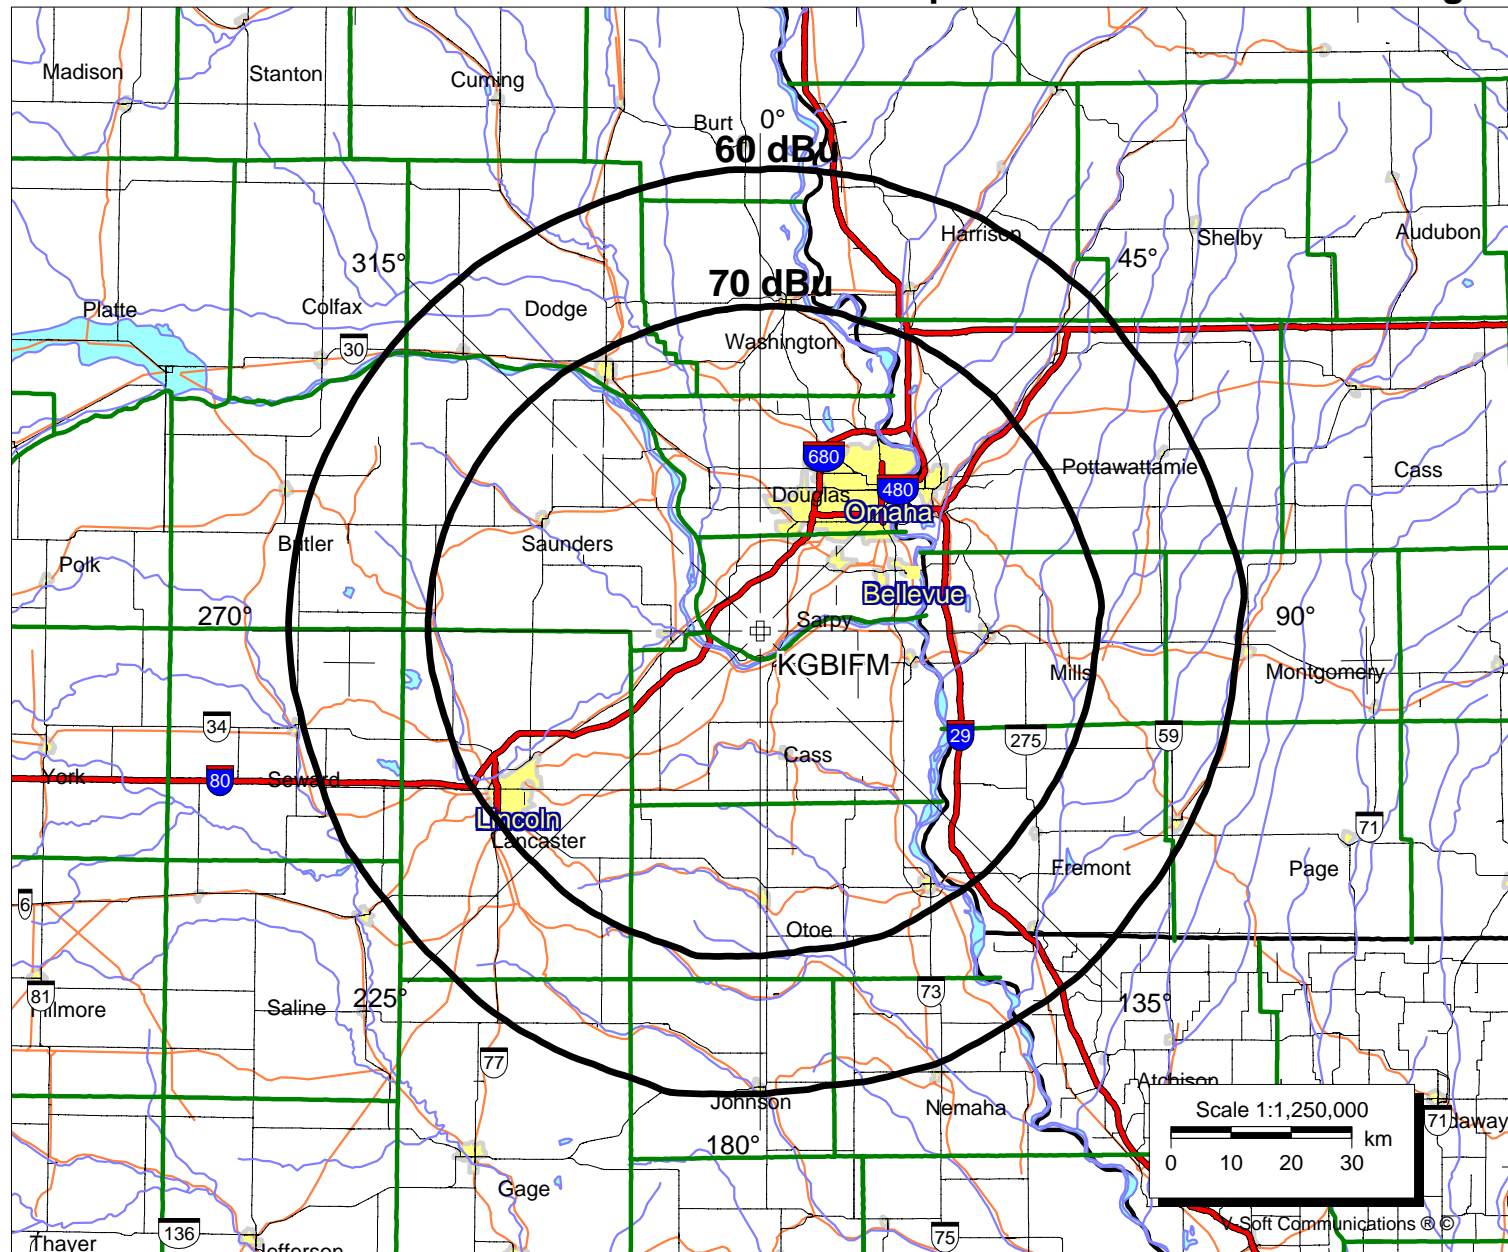 Madison
Stanton
Cuming
Burt
0°
60 dBu
Harrison
Shelby
Audubon
45°
315°
70 dBu
Platte
Colfax
Dodge
30
Washington
680
Pottawattamie
Cass
480
Douglas
Omaha
Butler
Saunders
Polk
Bellevue
270°
Sarpy
90°
KGBIFM
Mills
Montgomery
34
29
275
59
Cass
York
80
Seward
Lincoln
71
Lancaster
Fremont
Page
6
Otoe
81
73
225°
Saline
135°
77
Atchison
Johnson
Nemaha
Scale 1:1,250,000
71
km
180°
0 10 20 30
Gage
V-Soft Communications ® ©
136
75
Thayer
Jefferson